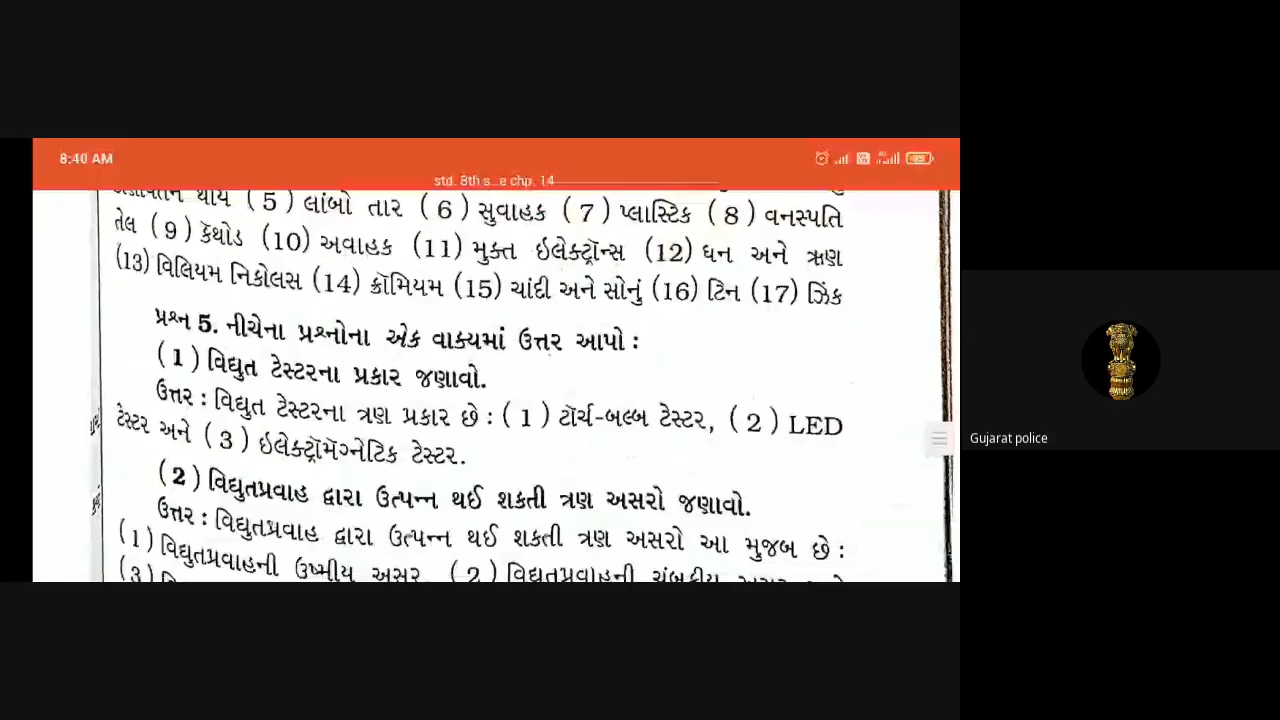 8:40 AM
std. 8th s...e chp. 14
થાય (5) લાંબો તાર (6) સુવાહક (7) પ્લાસ્ટિક (8) વનસ્પતિ
તેલ (9) કૅથોડ (10) અવાહક (11) મુક્ત ઇલેક્ટ્રૉન્સ (12) ધન અને ઋણ
(13) વિલિયમ નિકોલસ (14) ક્રોમિયમ (15) ચાંદી અને સોનું (16) ટિન (17) ઝિંક
પ્રશ્ન 5. નીચેના પ્રશ્નોના એક વાક્યમાં ઉત્તર આપો :
(1) વિદ્યુત ટેસ્ટરના પ્રકાર જણાવો.
ઉત્તર : વિદ્યુત ટેસ્ટરના ત્રણ પ્રકાર છે : (1) ટૉર્ચ-બલ્બ ટેસ્ટર, (2) LED
ટેસ્ટર અને (3) ઇલેક્ટ્રૉમૅગ્નેટિક ટેસ્ટર.
(2) વિદ્યુતપ્રવાહ દ્વારા ઉત્પન્ન થઈ શકતી ત્રણ અસરો જણાવો.
ઉત્તર : વિદ્યુતપ્રવાહ દ્વારા ઉત્પન્ન થઈ શકતી ત્રણ અસરો આ મુજબ છે :
(1) વિદ્યુતપ્રવાહની ઉષ્મીય અસર, (2) વિદ્યુતપ્રવાહની ચુંબકીય અસર
(3)
Gujarat police